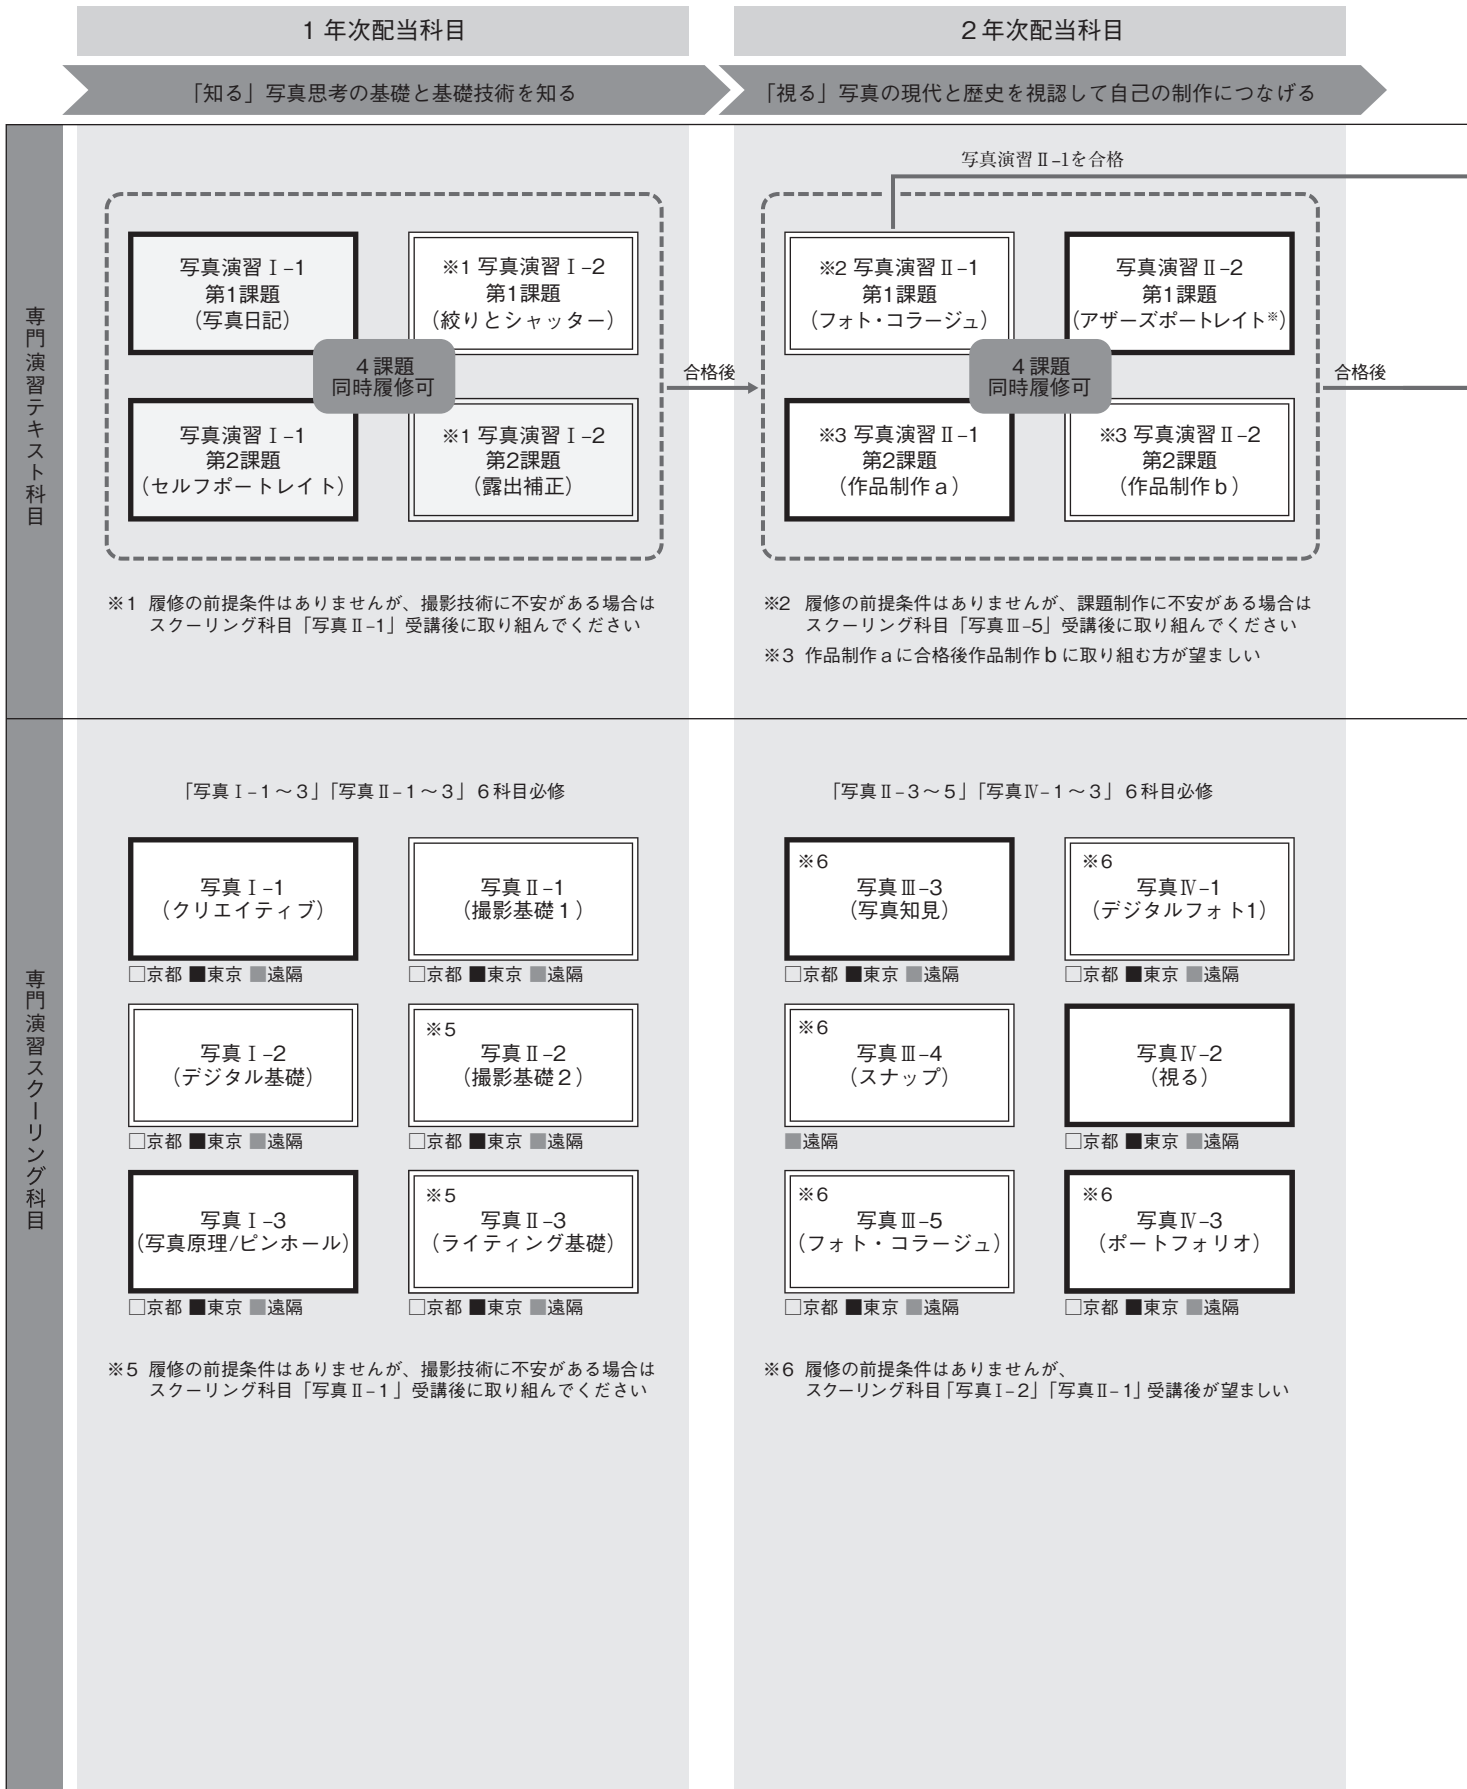 1 年次配当科目
2年次配当科目
「知る」写真思考の基礎と基礎技術を知る
「視る」写真の現代と歴史を視認して自己の制作につなげる
専門演習テキスト科目
写真演習Ⅱ-1を合格
写真演習Ⅰ-1
第1課題
(写真日記)
※1 写真演習Ⅰ-2
第1課題
(絞りとシャッター)
4課題
同時履修可
写真演習Ⅰ-1
第2課題
(セルフポートレイト)
※1 写真演習Ⅰ-2
第2課題
(露出補正)
合格後
※2 写真演習Ⅱ-1
第1課題
(フォト・コラージュ)
写真演習Ⅱ-2
第1課題
(アザーズポートレイト※)
4課題
同時履修可
※3 写真演習Ⅱ-1
第2課題
(作品制作a)
※3 写真演習Ⅱ-2
第2課題
(作品制作b)
合格後
※1 履修の前提条件はありませんが、撮影技術に不安がある場合は
スクーリング科目「写真Ⅱ-1」受講後に取り組んでください
※2 履修の前提条件はありませんが、課題制作に不安がある場合は
スクーリング科目「写真Ⅲ-5」受講後に取り組んでください
※3 作品制作aに合格後作品制作bに取り組む方が望ましい
専門演習スクーリング科目
「写真Ⅰ-1~3」「写真Ⅱ-1~3」6科目必修
写真Ⅰ-1
(クリエイティブ)
□京都 ■東京 ■遠隔
写真Ⅱ-1
(撮影基礎1)
□京都 ■東京 ■遠隔
写真Ⅰ-2
(デジタル基礎)
□京都 ■東京 ■遠隔
※5
写真Ⅱ-2
(撮影基礎2)
□京都 ■東京 ■遠隔
写真Ⅰ-3
(写真原理/ピンホール)
□京都 ■東京 ■遠隔
※5
写真Ⅱ-3
(ライティング基礎)
□京都 ■東京 ■遠隔
※5 履修の前提条件はありませんが、撮影技術に不安がある場合は
スクーリング科目「写真Ⅱ-1」受講後に取り組んでください
「写真Ⅱ-3~5」「写真Ⅳ-1~3」6科目必修
※6
写真Ⅲ-3
(写真知見)
□京都 ■東京 ■遠隔
※6
写真Ⅳ-1
(デジタルフォト1)
□京都 ■東京 ■遠隔
※6
写真Ⅲ-4
(スナップ)
■遠隔
写真Ⅳ-2
(視る)
□京都 ■東京 ■遠隔
※6
写真Ⅲ-5
(フォト・コラージュ)
□京都 ■東京 ■遠隔
※6
写真Ⅳ-3
(ポートフォリオ)
□京都 ■東京 ■遠隔
※6 履修の前提条件はありませんが、
スクーリング科目「写真Ⅰ-2」「写真Ⅱ-1」受講後が望ましい